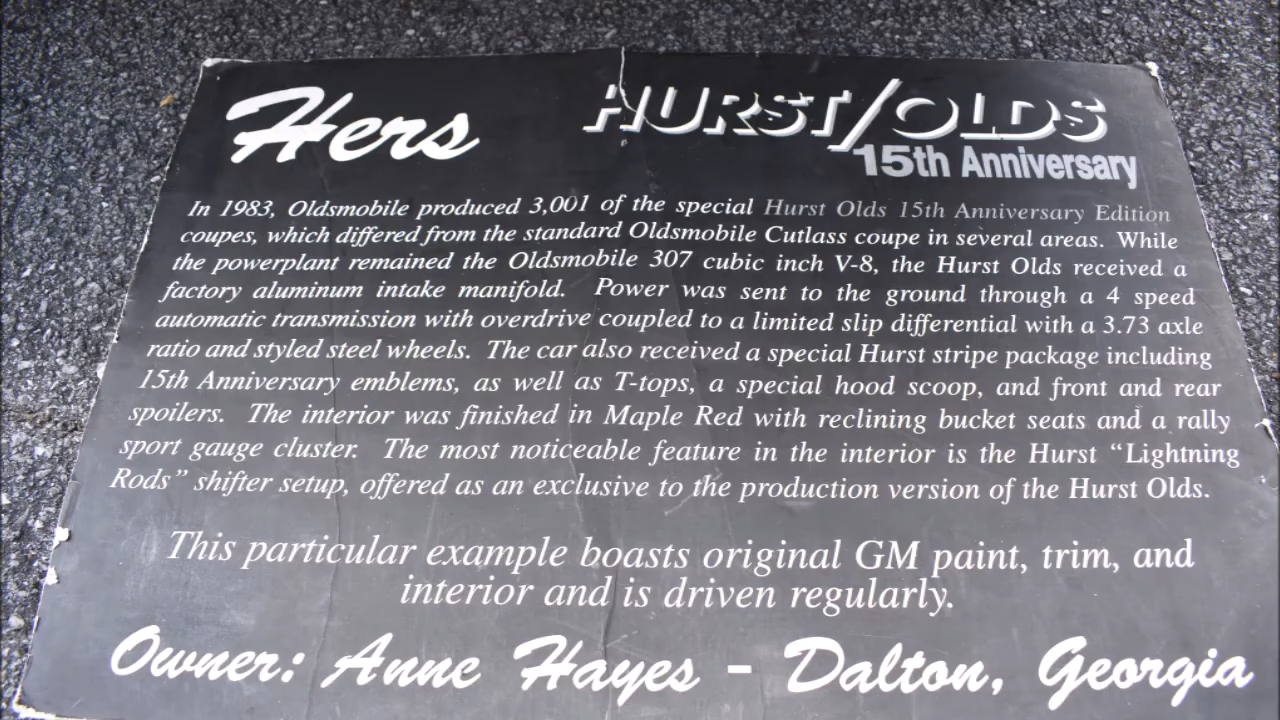 Hers
HURST/OLDS
15th Anniversary
In 1983, Oldsmobile produced 3,001 of the special Hurst Olds 15th Anniversary Edition
coupes, which differed from the standard Oldsmobile Cutlass coupe in several areas. While
the powerplant remained the Oldsmobile 307 cubic inch V-8, the Hurst Olds received a
factory aluminum intake manifold. Power was sent to the ground through a 4 speed
automatic transmission with overdrive coupled to a limited slip differential with a 3.73 axle
ratio and styled steel wheels. The car also received a special Hurst stripe package including
15th Anniversary emblems, as well as T-tops, a special hood scoop, and front and rear
spoilers. The interior was finished in Maple Red with reclining bucket seats and a rally
sport gauge cluster. The most noticeable feature in the interior is the Hurst “Lightning
Rods” shifter setup, offered as an exclusive to the production version of the Hurst Olds.
This particular example boasts original GM paint, trim, and
interior and is driven regularly.
Owner: Anne Hayes - Dalton, Georgia